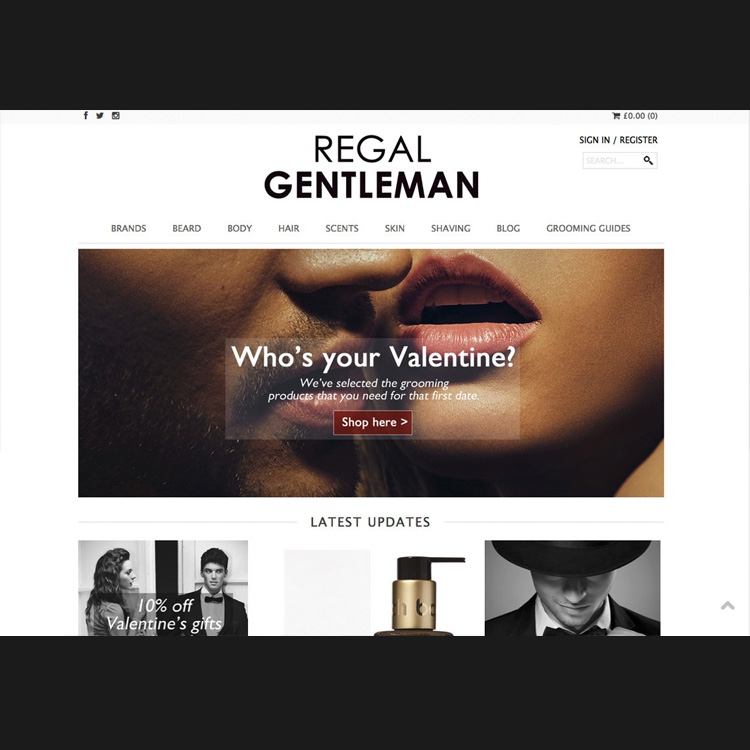 £0.00 (0)
SIGN IN / REGISTER
REGAL
GENTLEMAN
SEARCH...
BRANDS BEARD BODY HAIR SCENTS SKIN SHAVING BLOG GROOMING GUIDES
Who's your Valentine?
We've selected the grooming
products that you need for that first date.
Shop here >
LATEST UPDATES
10% off
Valentine's gifts